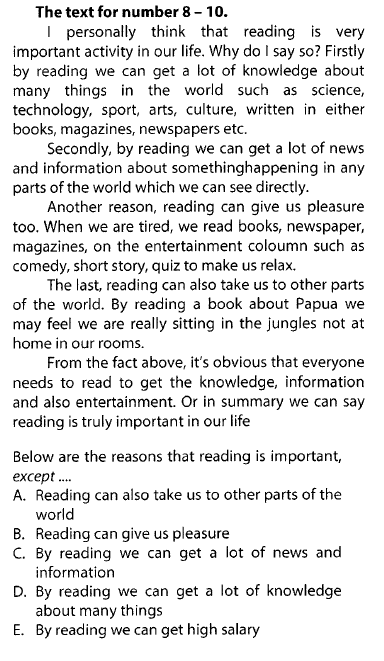 The text for number 8 – 10.
I personally think that reading is very
important activity in our life. Why do I say so? Firstly
by reading we can get a lot of knowledge about
many things in the world such as science,
technology, sport, arts, culture, written in either
books, magazines, newspapers etc.
Secondly, by reading we can get a lot of news
and information about somethinghappening in any
parts of the world which we can see directly.
Another reason, reading can give us pleasure
too. When we are tired, we read books, newspaper,
magazines, on the entertainment coloumn such as
comedy, short story, quiz to make us relax.
The last, reading can also take us to other parts
of the world. By reading a book about Papua we
may feel we are really sitting in the jungles not at
home in our rooms.
From the fact above, it's obvious that everyone
needs to read to get the knowledge, information
and also entertainment. Or in summary we can say
reading is truly important in our life
Below are the reasons that reading is important,
except ....
A. Reading can also take us to other parts of the
world
B. Reading can give us pleasure
C. By reading we can get a lot of news and
information
D. By reading we can get a lot of knowledge
about many things
E. By reading we can get high salary